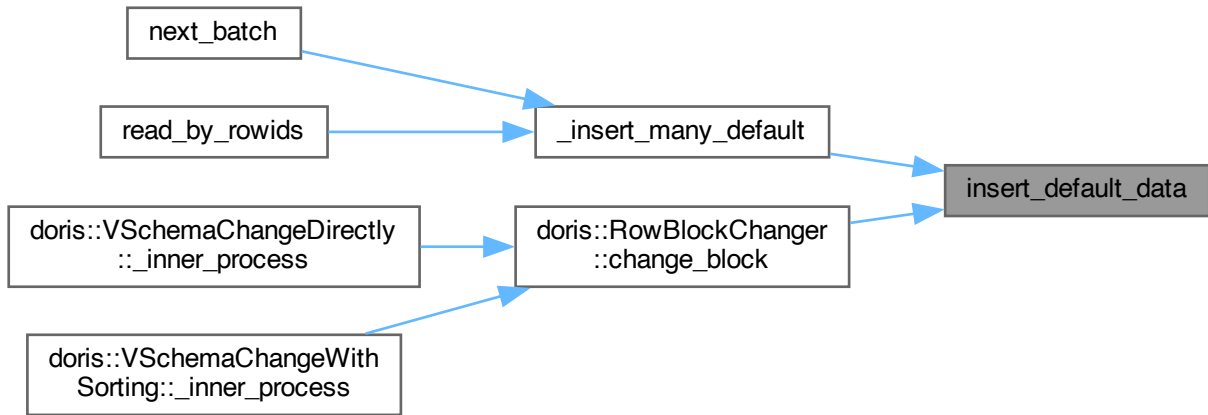 next_batch
read_by_rowids
_insert_many_default
insert_default_data
doris::VSchemaChangeDirectly
::_inner_process
doris::RowBlockChanger
::change_block
doris::VSchemaChangeWith
Sorting::_inner_process